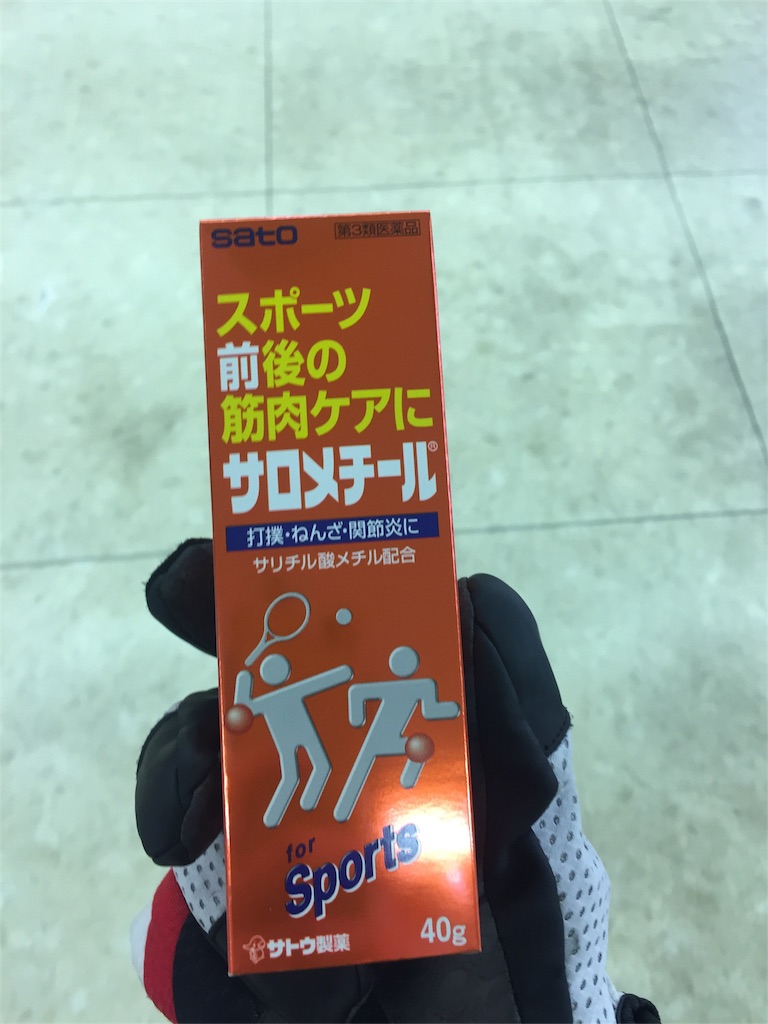 sato
第3類医薬品
スポーツ
前後の
筋肉ケアに
サロメチール®
打撲・ねんざ・関節炎に
サリチル酸メチル配合
for
Sports
サトウ製薬
40g